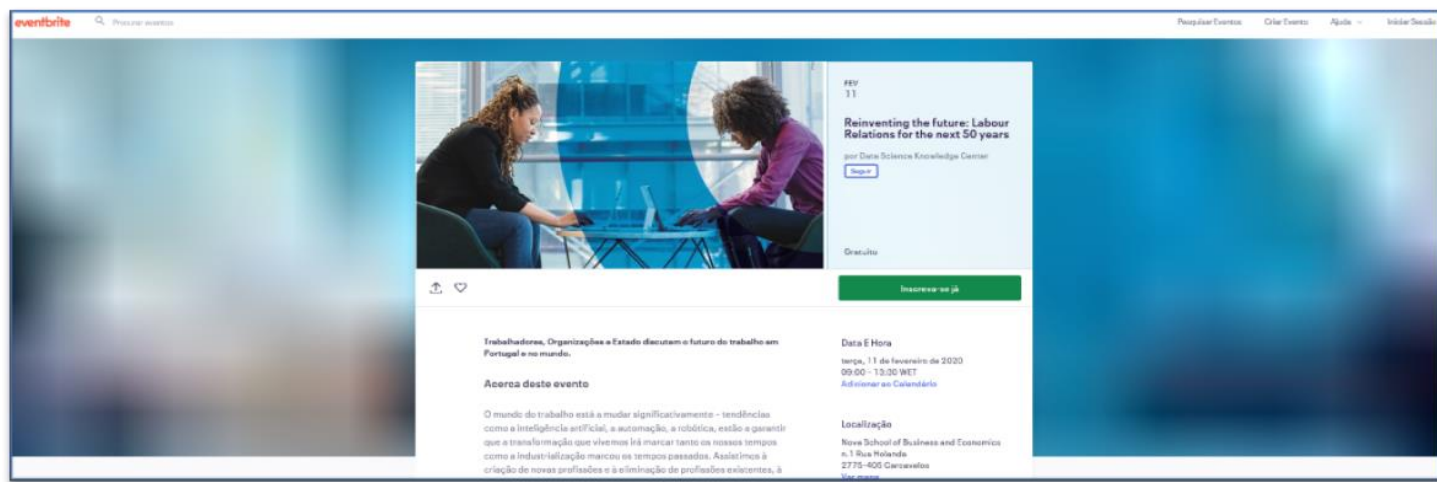 eventbrite
Procurar eventos
Pesquisar Eventos
Criar Evento
Ajuda
Iniciar Sessão
FEV
11
Reinventing the future: Labour
Relations for the next 50 years
por Data Science Knowledge Center
Seguir
Gratuito
Inscreva-se já
Trabalhadores, Organizações e Estado discutem o futuro do trabalho em
Portugal e no mundo.
Acerca deste evento
O mundo do trabalho está a mudar significativamente - tendências
como a inteligência artificial, a automação, a robótica, estão a garantir
que a transformação que vivemos irá marcar tanto os nossos tempos
como a industrialização marcou os tempos passados. Assistimos à
criação de novas profissões e à eliminação de profissões existentes, à
Data E Hora
terça, 11 de fevereiro de 2020
09:00 - 13:30 WET
Adicionar ao Calendário
Localização
Nova School of Business and Economics
n.1 Rua Holanda
2775-405 Carcavelos
Ver mapa